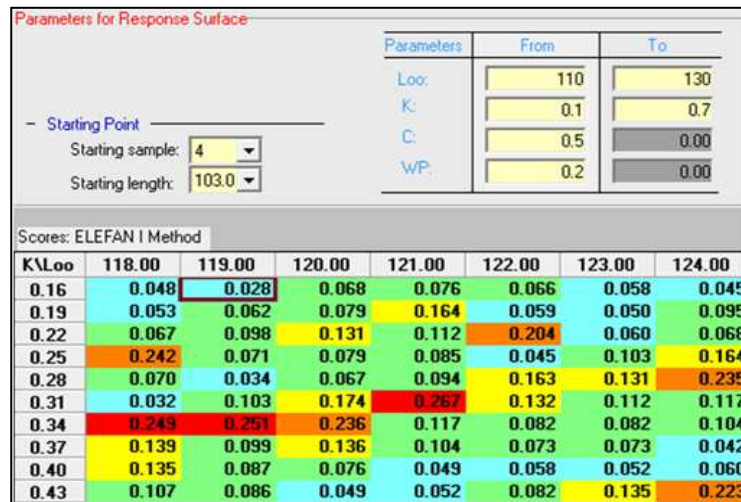 Parameters for Response Surface
Parameters From To
Loo: 110 130
K: 0.1 0.7
C: 0.5 0.00
WP: 0.2 0.00
Starting Point
Starting sample: 4
Starting length: 103.0
Scores: ELEFAN I Method
K\Loo 118.00 119.00 120.00 121.00 122.00 123.00 124.00
0.16 0.048 0.028 0.068 0.076 0.066 0.058 0.045
0.19 0.053 0.062 0.079 0.164 0.059 0.050 0.095
0.22 0.067 0.098 0.131 0.112 0.204 0.060 0.068
0.25 0.242 0.071 0.079 0.085 0.045 0.103 0.164
0.28 0.070 0.034 0.067 0.094 0.163 0.131 0.235
0.31 0.032 0.103 0.174 0.267 0.132 0.112 0.117
0.34 0.249 0.251 0.236 0.117 0.082 0.082 0.104
0.37 0.139 0.099 0.136 0.104 0.073 0.073 0.042
0.40 0.135 0.087 0.076 0.049 0.058 0.052 0.060
0.43 0.107 0.086 0.049 0.052 0.082 0.135 0.223